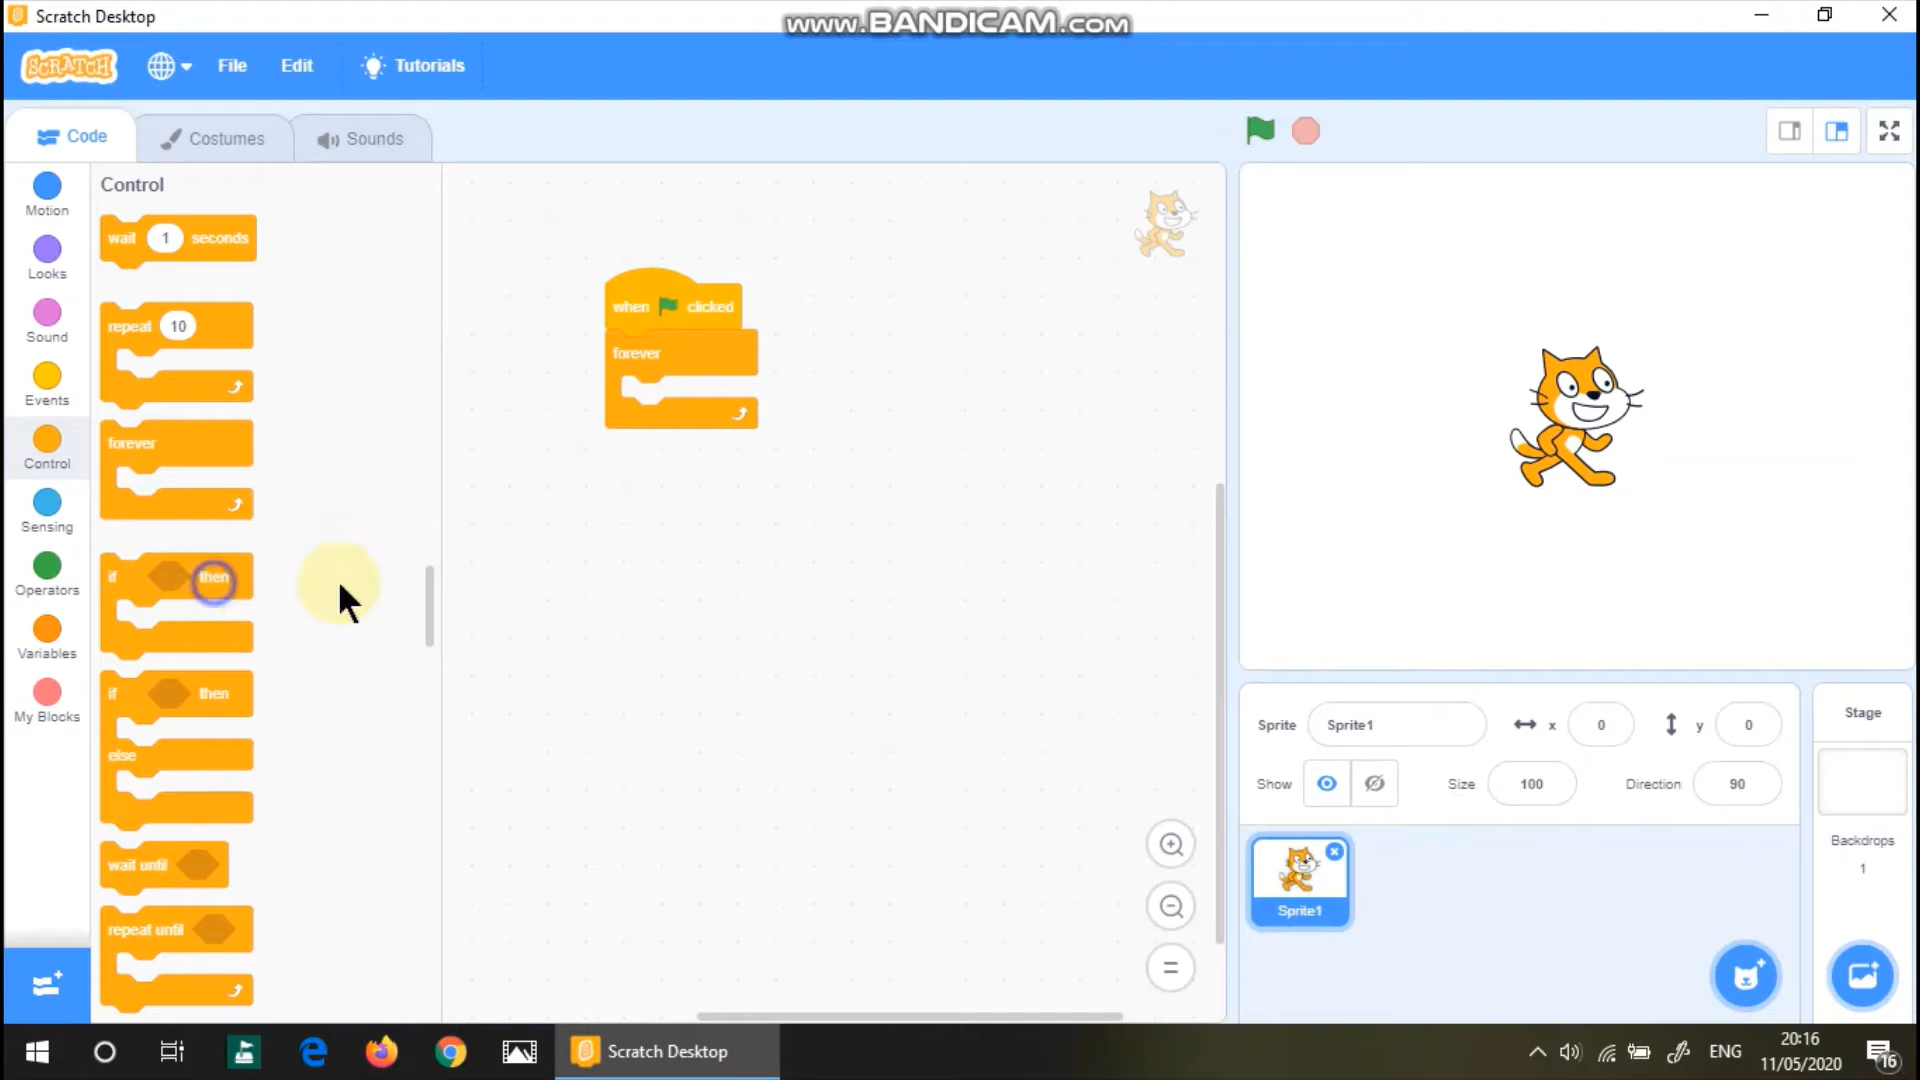 Scratch Desktop
www.BANDICAM.com
SCRATCH
File
Edit
Tutorials
Code
Costumes
Sounds
Motion
Looks
Sound
Events
Control
Sensing
Operators
Variables
My Blocks
Control
wait 1 seconds
repeat 10
forever
if then
if then
else
wait until
repeat until
when clicked
forever
Sprite Sprite1 x 0 y 0
Show Size 100 Direction 90
Sprite1
Stage
Backdrops
1
Scratch Desktop
ENG
20:16
11/05/2020
16